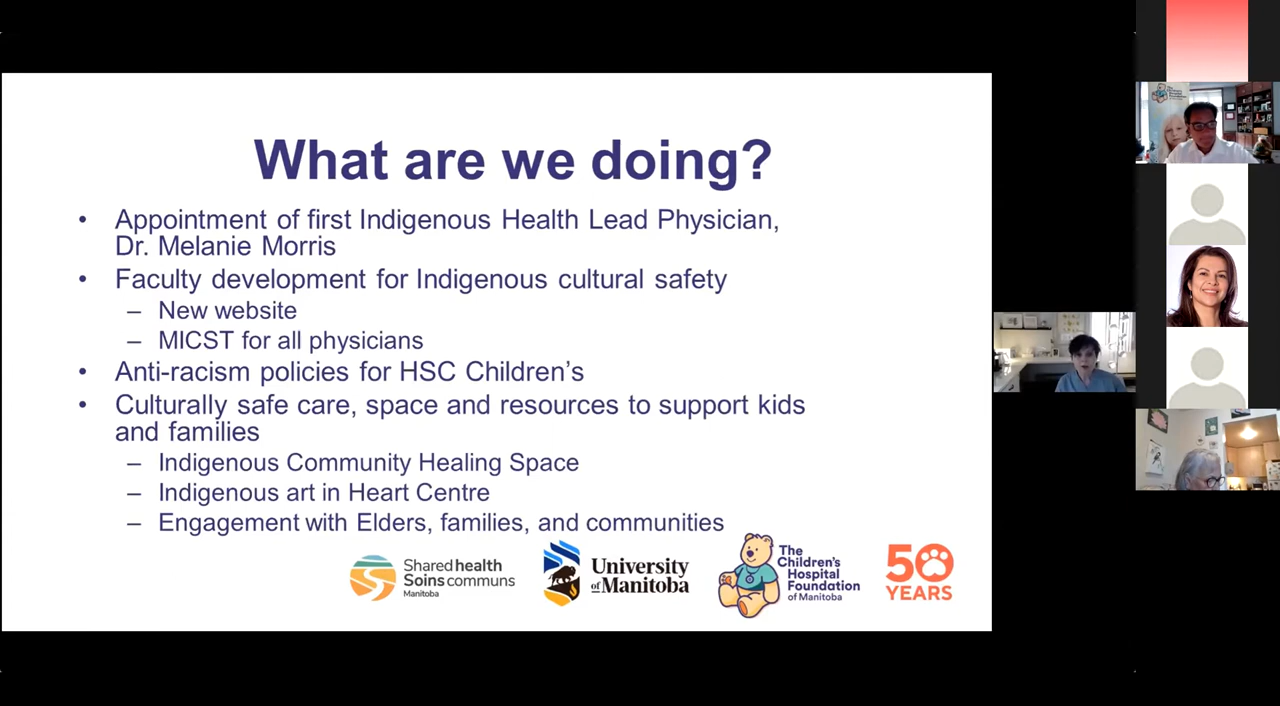 What are we doing?
• Appointment of first Indigenous Health Lead Physician,
Dr. Melanie Morris
• Faculty development for Indigenous cultural safety
– New website
– MICST for all physicians
• Anti-racism policies for HSC Children's
• Culturally safe care, space and resources to support kids
and families
– Indigenous Community Healing Space
– Indigenous art in Heart Centre
– Engagement with Elders, families, and communities
Shared health
Soins communs
Manitoba
University
of Manitoba
The
Children's
Hospital
Foundation
of Manitoba
50
YEARS